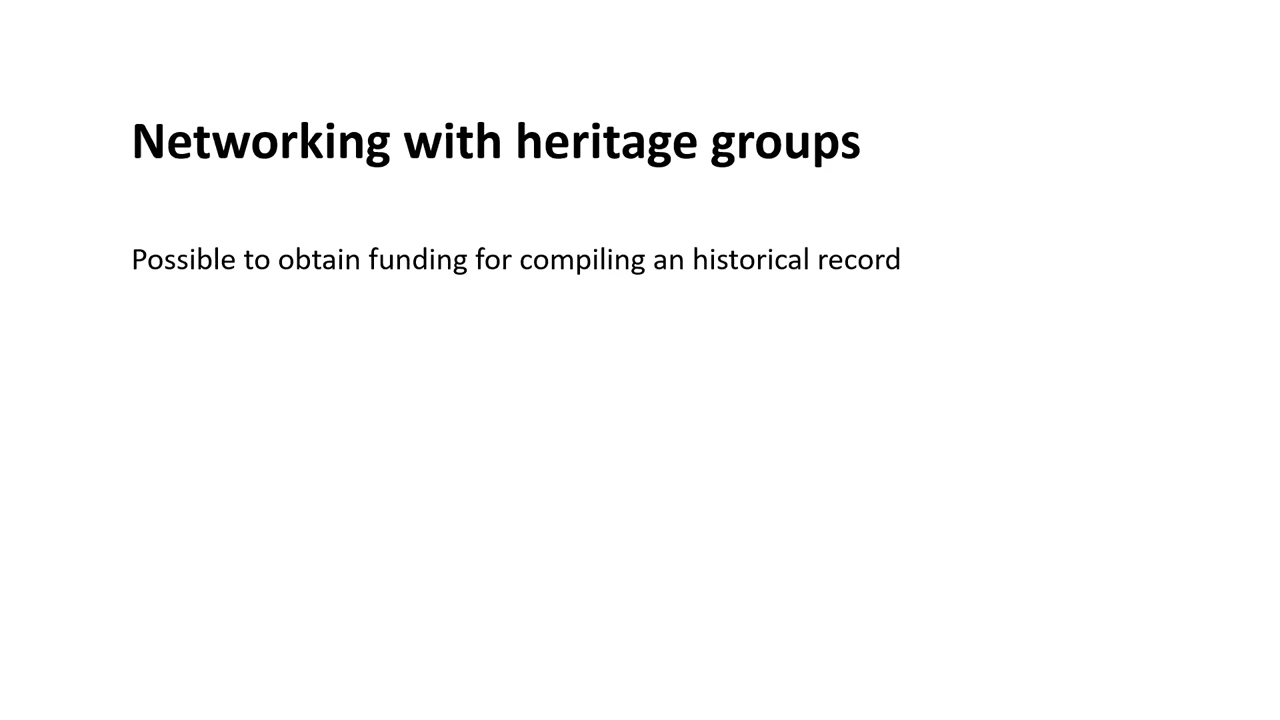 Networking with heritage groups
Possible to obtain funding for compiling an historical record